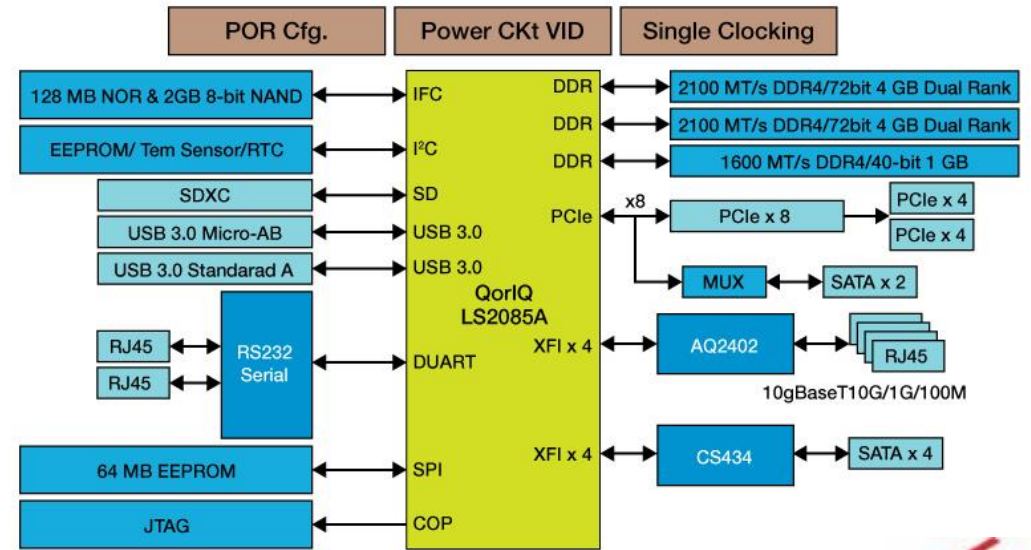 POR Cfg.
Power CKt VID
Single Clocking
128 MB NOR & 2GB 8-bit NAND
IFC
DDR
2100 MT/s DDR4/72bit 4 GB Dual Rank
DDR
2100 MT/s DDR4/72bit 4 GB Dual Rank
EEPROM/ Tem Sensor/RTC
I²C
DDR
1600 MT/s DDR4/40-bit 1 GB
SDXC
SD
PCIe
x8
PCIe x 8
PCIe x 4
PCIe x 4
USB 3.0 Micro-AB
USB 3.0
USB 3.0 Standarad A
USB 3.0
MUX
SATA x 2
QorIQ
LS2085A
RJ45
RJ45
RS232
Serial
DUART
XFI x 4
AQ2402
RJ45
10gBaseT10G/1G/100M
64 MB EEPROM
SPI
XFI x 4
CS434
SATA x 4
JTAG
COP